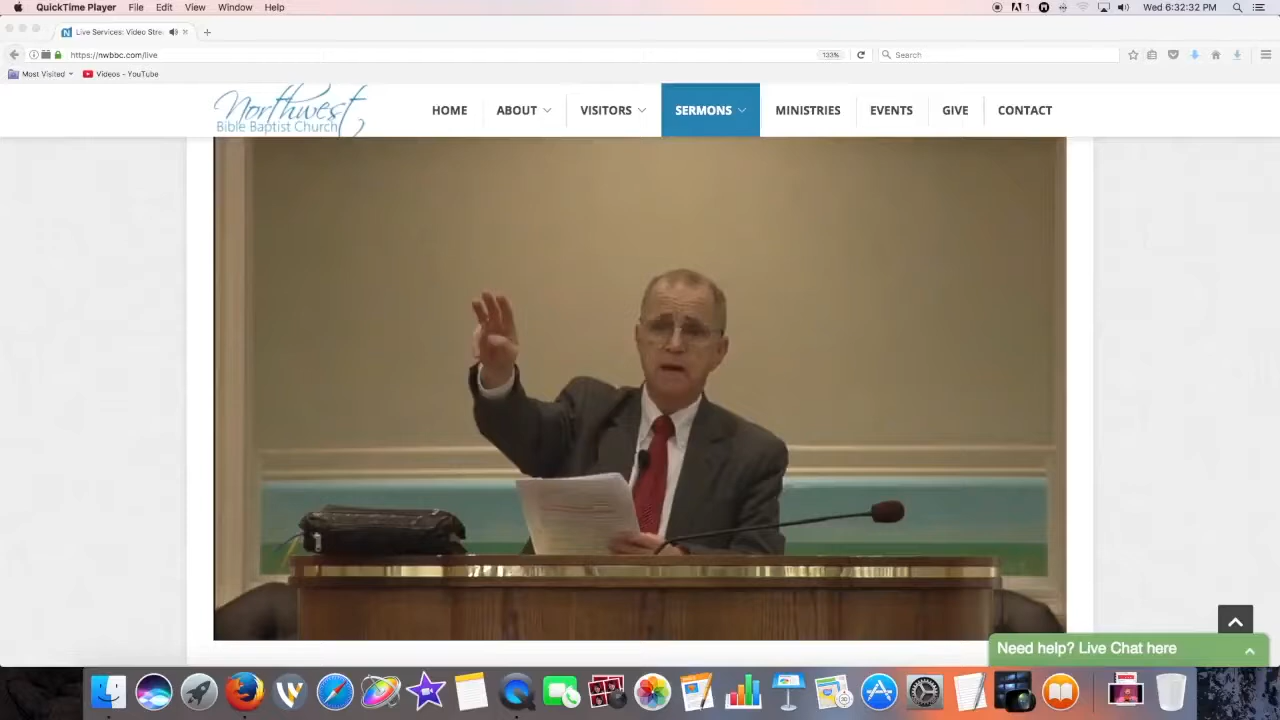 QuickTime Player File Edit View Window Help 1 Wed 6:32:32 PM
Live Services: Video Stre
https://nwbbc.com/live 133% Search
Most Visited Videos - YouTube
Northwest
Bible Baptist Church
HOME ABOUT VISITORS SERMONS MINISTRIES EVENTS GIVE CONTACT
Need help? Live Chat here